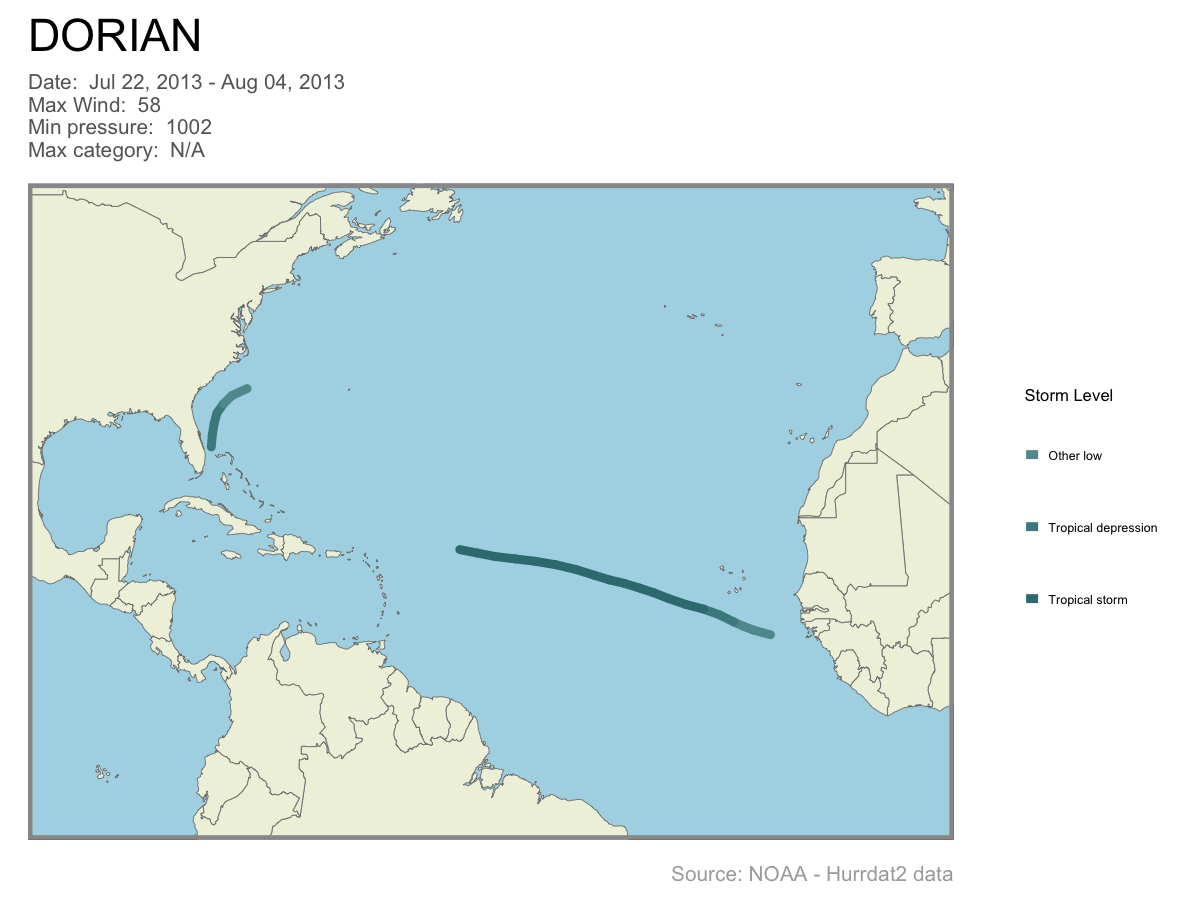 DORIAN
Date:  Jul 22, 2013 - Aug 04, 2013
Max Wind:  58
Min pressure:  1002
Max category:  N/A
Storm Level
Other low
Tropical depression
Tropical storm
Source: NOAA - Hurrdat2 data